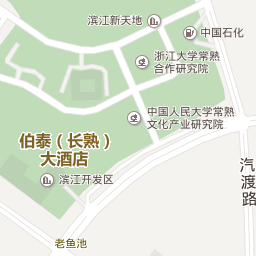 滨江新天地
中国石化
浙江大学常熟
合作研究院
中国人民大学常熟
文化产业研究院
伯泰（长熟）
大酒店
滨江开发区
汽渡路
老鱼池